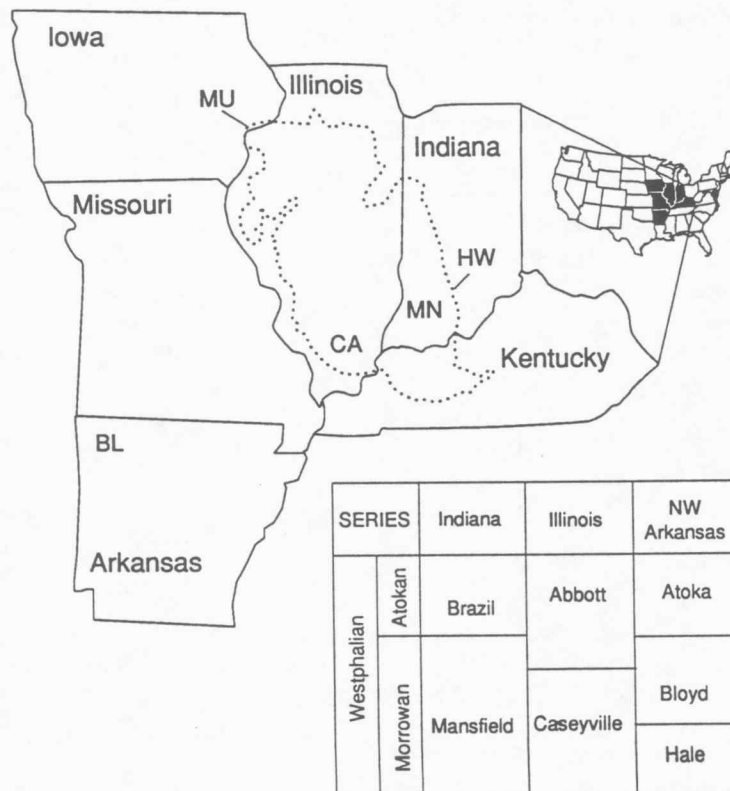 Iowa
Illinois
MU
Indiana
Missouri
HW
MN
CA
Kentucky
BL
Arkansas
SERIES Indiana Illinois NW
Arkansas
Westphalian
Atokan
Brazil
Abbott
Atoka
Morrowan
Mansfield
Caseyville
Bloyd
Hale